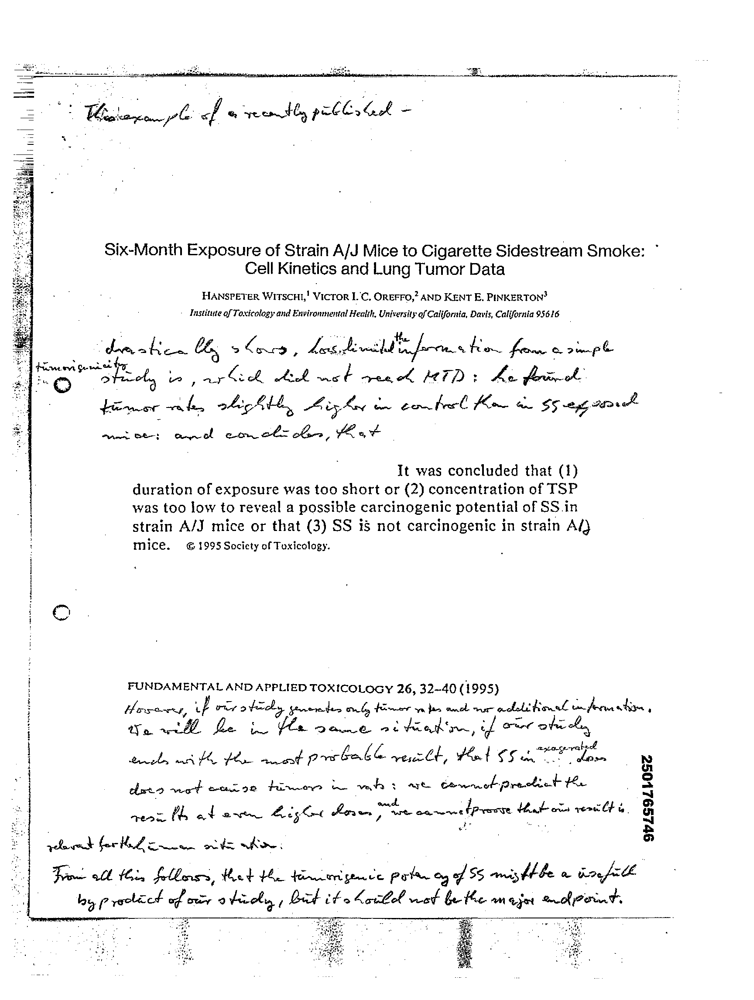 This example of a recently published –
Six-Month Exposure of Strain A/J Mice to Cigarette Sidestream Smoke:
Cell Kinetics and Lung Tumor Data
HANSPETER WITSCHI,¹ VICTOR I. C. OREFFO,² AND KENT E. PINKERTON³
Institute of Toxicology and Environmental Health, University of California, Davis, California 95616
drastically shows, how limited the information from a simple
tumorigenicity
study is, which did not reach MTD: he found
tumor rates slightly higher in control than in SS exposed
mice: and concludes, that
It was concluded that (1)
duration of exposure was too short or (2) concentration of TSP
was too low to reveal a possible carcinogenic potential of SS in
strain A/J mice or that (3) SS is not carcinogenic in strain A/J
mice. © 1995 Society of Toxicology.
FUNDAMENTAL AND APPLIED TOXICOLOGY 26, 32–40 (1995)
However, if our study generates only tumor rates and no additional information,
we will be in the same situation, if our study
ends with the most probable result, that SS in exagerated doses
does not cause tumors in rats: we cannot predict the
results at even higher doses, and we cannot proove that our result is
relevant for the human situation.
From all this follows, that the tumorigenic potency of SS might be a usefull
byproduct of our study, but it should not be the major endpoint.
2501765746